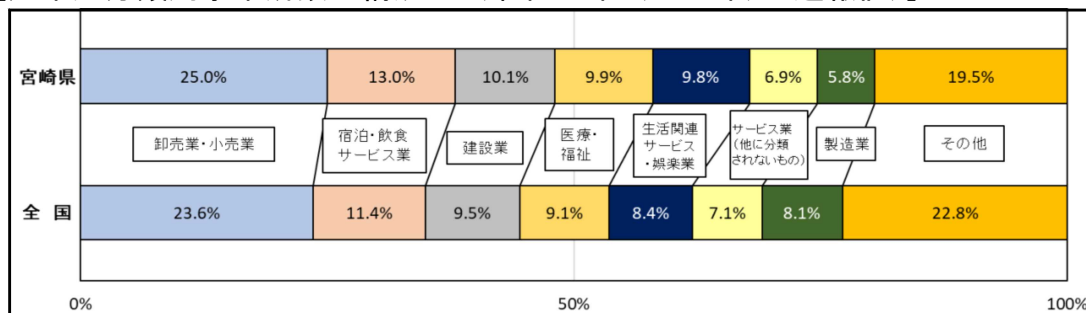 宮崎県
25.0%
13.0%
10.1%
9.9%
9.8%
6.9%
5.8%
19.5%
卸売業・小売業
宿泊・飲食
サービス業
建設業
医療・
福祉
生活関連
サービス
・娯楽業
サービス業
(他に分類
されないもの)
製造業
その他
全 国
23.6%
11.4%
9.5%
9.1%
8.4%
7.1%
8.1%
22.8%
0%
50%
100%